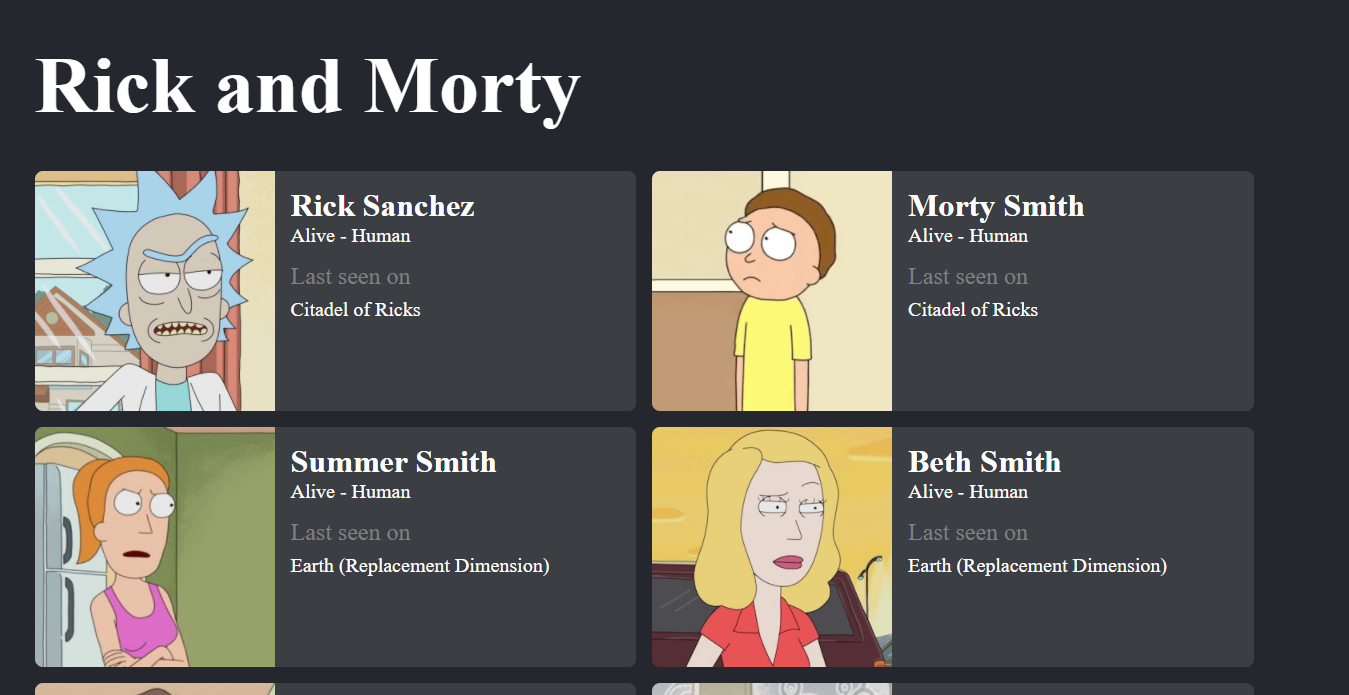 Rick and Morty
Rick Sanchez
Alive - Human
Last seen on
Citadel of Ricks
Morty Smith
Alive - Human
Last seen on
Citadel of Ricks
Summer Smith
Alive - Human
Last seen on
Earth (Replacement Dimension)
Beth Smith
Alive - Human
Last seen on
Earth (Replacement Dimension)